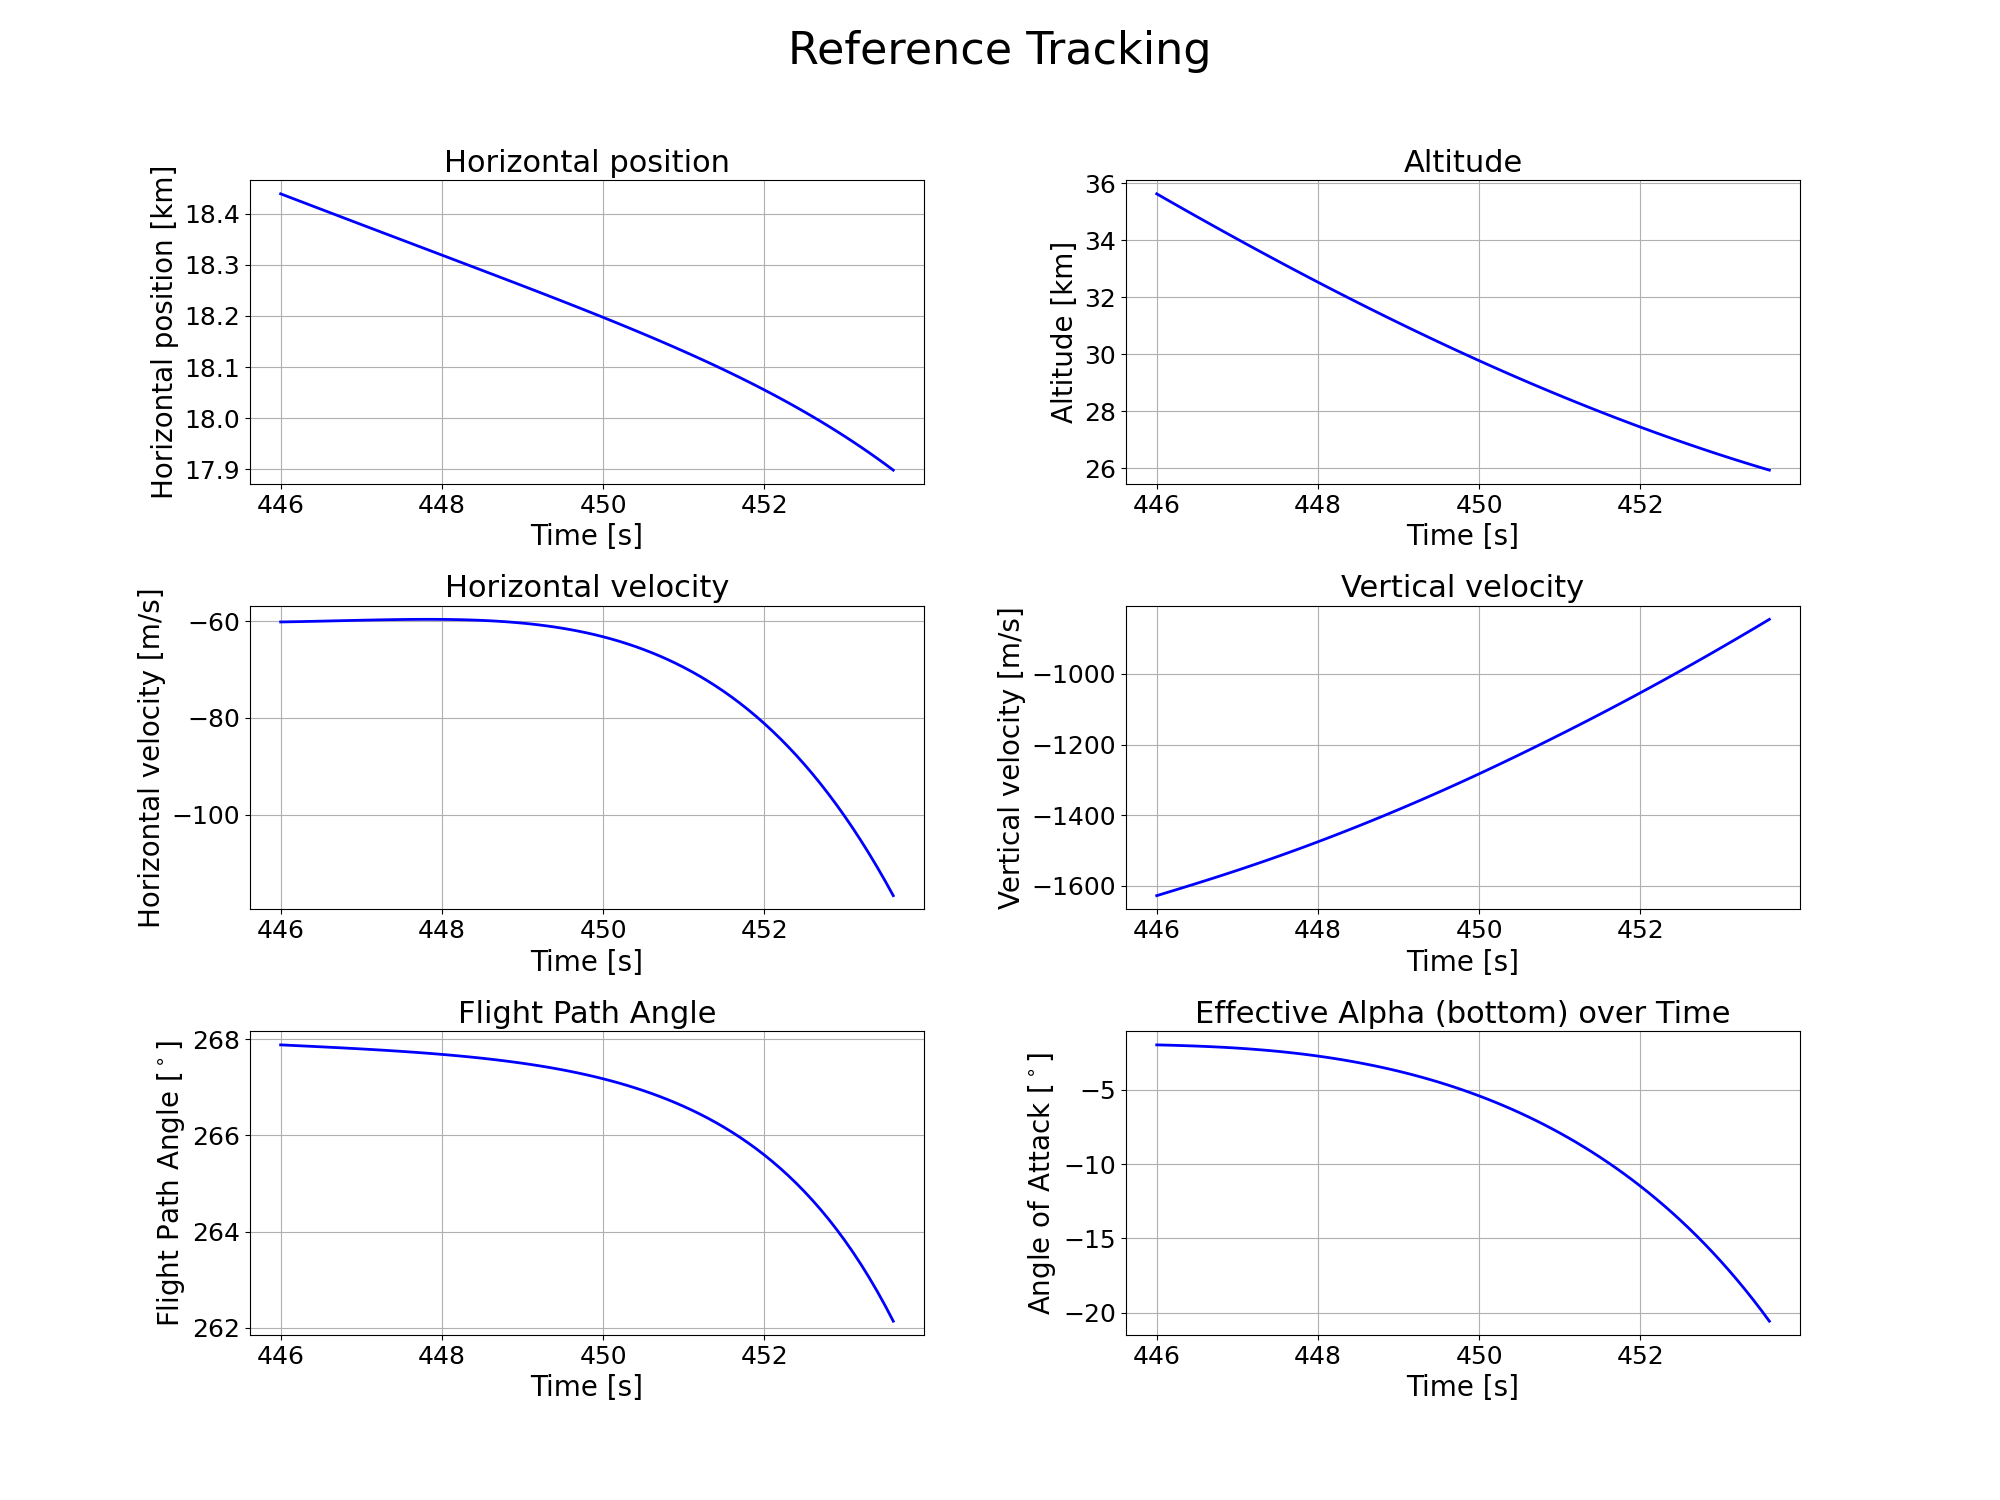 Reference Tracking
Horizontal position
Horizontal position [km]
18.4
18.3
18.2
18.1
18.0
17.9
446 448 450 452
Time [s]
Altitude
Altitude [km]
36
34
32
30
28
26
446 448 450 452
Time [s]
Horizontal velocity
Horizontal velocity [m/s]
−60
−80
−100
446 448 450 452
Time [s]
Vertical velocity
Vertical velocity [m/s]
−1000
−1200
−1400
−1600
446 448 450 452
Time [s]
Flight Path Angle
Flight Path Angle [°]
268
266
264
262
446 448 450 452
Time [s]
Effective Alpha (bottom) over Time
Angle of Attack [°]
−5
−10
−15
−20
446 448 450 452
Time [s]